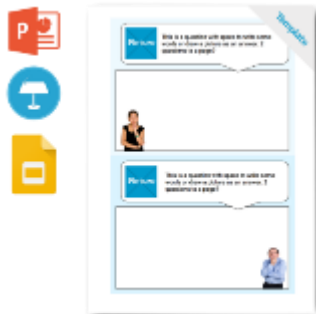 P
Template
Picture
This is a question with space to write some
words or draw a picture as an answer. 2
questions to a page!
Picture
This is a question with space to write some
words or draw a picture as an answer. 2
questions to a page!